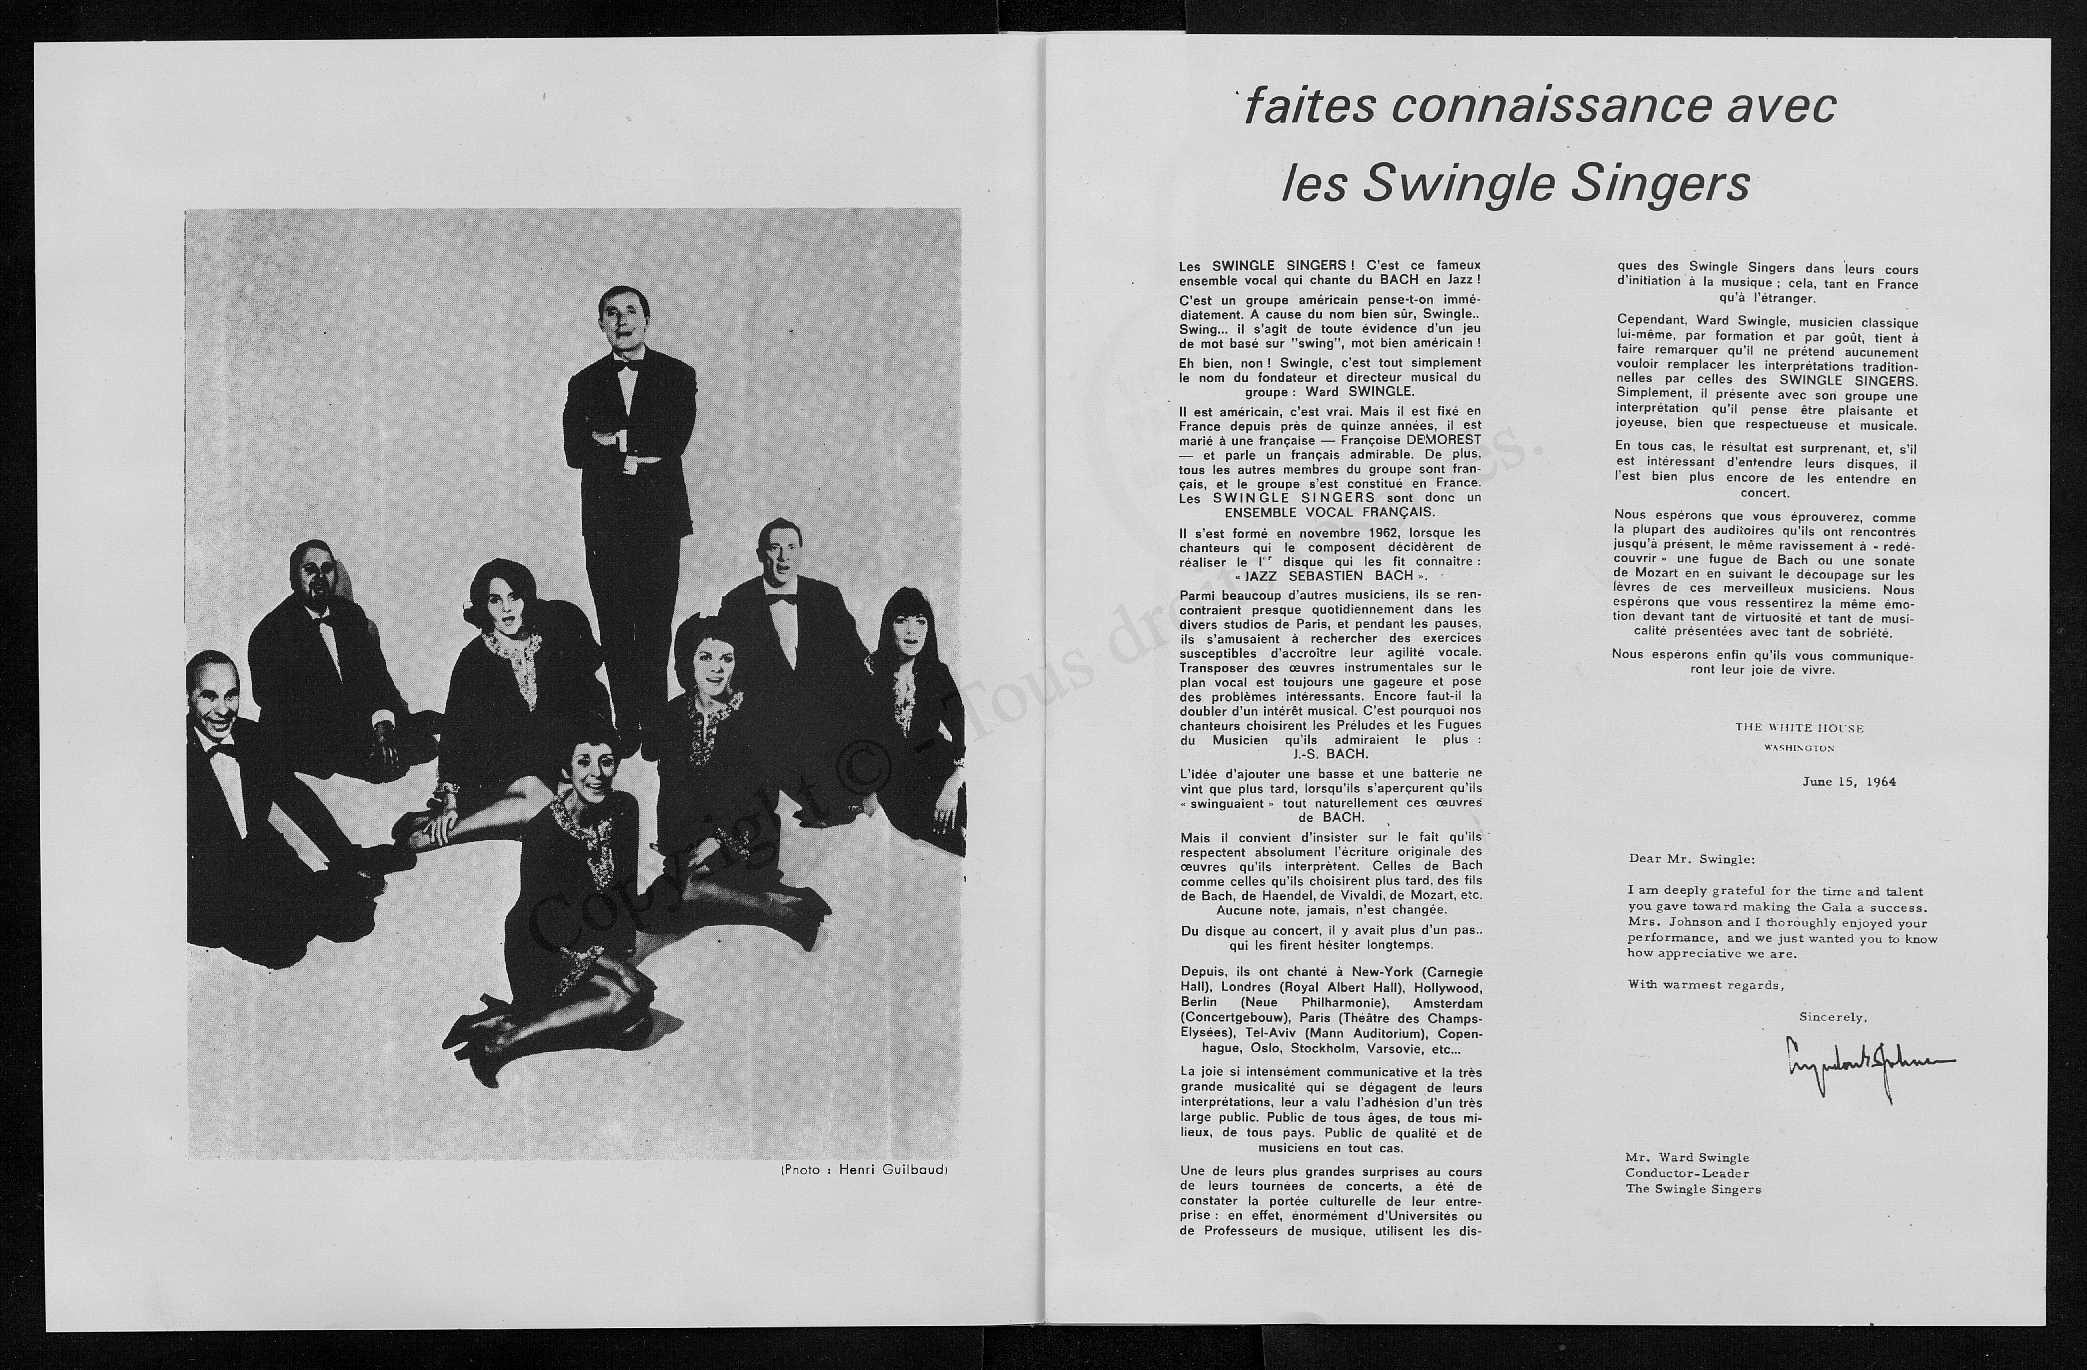 (Photo : Henri Guilbaud)
faites connaissance avec
les Swingle Singers
Les SWINGLE SINGERS ! C'est ce fameux
ensemble vocal qui chante du BACH en Jazz !
C'est un groupe américain pense-t-on immé-
diatement. A cause du nom bien sûr, Swingle..
Swing... il s'agit de toute évidence d'un jeu
de mot basé sur "swing", mot bien américain !
Eh bien, non ! Swingle, c'est tout simplement
le nom du fondateur et directeur musical du
groupe : Ward SWINGLE.
Il est américain, c'est vrai. Mais il est fixé en
France depuis près de quinze années, il est
marié à une française — Françoise DEMOREST
— et parle un français admirable. De plus,
tous les autres membres du groupe sont fran-
çais, et le groupe s'est constitué en France.
Les SWINGLE SINGERS sont donc un
ENSEMBLE VOCAL FRANÇAIS.
Il s'est formé en novembre 1962, lorsque les
chanteurs qui le composent décidèrent de
réaliser le 1er disque qui les fit connaitre :
« JAZZ SEBASTIEN BACH ».
Parmi beaucoup d'autres musiciens, ils se ren-
contraient presque quotidiennement dans les
divers studios de Paris, et pendant les pauses,
ils s'amusaient à rechercher des exercices
susceptibles d'accroître leur agilité vocale.
Transposer des œuvres instrumentales sur le
plan vocal est toujours une gageure et pose
des problèmes intéressants. Encore faut-il la
doubler d'un intérêt musical. C'est pourquoi nos
chanteurs choisirent les Préludes et les Fugues
du Musicien qu'ils admiraient le plus :
J.-S. BACH.
L'idée d'ajouter une basse et une batterie ne
vint que plus tard, lorsqu'ils s'aperçurent qu'ils
« swinguaient » tout naturellement ces œuvres
de BACH.
Mais il convient d'insister sur le fait qu'ils
respectent absolument l'écriture originale des
œuvres qu'ils interprètent. Celles de Bach
comme celles qu'ils choisirent plus tard, des fils
de Bach, de Haendel, de Vivaldi, de Mozart, etc.
Aucune note, jamais, n'est changée.
Du disque au concert, il y avait plus d'un pas..
qui les firent hésiter longtemps.
Depuis, ils ont chanté à New-York (Carnegie
Hall), Londres (Royal Albert Hall), Hollywood,
Berlin (Neue Philharmonie), Amsterdam
(Concertgebouw), Paris (Théâtre des Champs-
Elysées), Tel-Aviv (Mann Auditorium), Copen-
hague, Oslo, Stockholm, Varsovie, etc...
La joie si intensément communicative et la très
grande musicalité qui se dégagent de leurs
interprétations, leur a valu l'adhésion d'un très
large public. Public de tous âges, de tous mi-
lieux, de tous pays. Public de qualité et de
musiciens en tout cas.
Une de leurs plus grandes surprises au cours
de leurs tournées de concerts, a été de
constater la portée culturelle de leur entre-
prise : en effet, énormément d'Universités ou
de Professeurs de musique, utilisent les dis-
ques des Swingle Singers dans leurs cours
d'initiation à la musique ; cela, tant en France
qu'à l'étranger.
Cependant, Ward Swingle, musicien classique
lui-même, par formation et par goût, tient à
faire remarquer qu'il ne prétend aucunement
vouloir remplacer les interprétations tradition-
nelles par celles des SWINGLE SINGERS.
Simplement, il présente avec son groupe une
interprétation qu'il pense être plaisante et
joyeuse, bien que respectueuse et musicale.
En tous cas, le résultat est surprenant, et, s'il
est intéressant d'entendre leurs disques, il
l'est bien plus encore de les entendre en
concert.
Nous espérons que vous éprouverez, comme
la plupart des auditoires qu'ils ont rencontrés
jusqu'à présent, le même ravissement à « redé-
couvrir » une fugue de Bach ou une sonate
de Mozart en en suivant le découpage sur les
lèvres de ces merveilleux musiciens. Nous
espérons que vous ressentirez la même émo-
tion devant tant de virtuosité et tant de musi-
calité présentées avec tant de sobriété.
Nous espérons enfin qu'ils vous communique-
ront leur joie de vivre.
THE WHITE HOUSE
WASHINGTON
June 15, 1964
Dear Mr. Swingle:
I am deeply grateful for the time and talent
you gave toward making the Gala a success.
Mrs. Johnson and I thoroughly enjoyed your
performance, and we just wanted you to know
how appreciative we are.
With warmest regards,
Sincerely,
Lyndon B Johnson
Mr. Ward Swingle
Conductor-Leader
The Swingle Singers
Copyright © - Tous droits réservés.